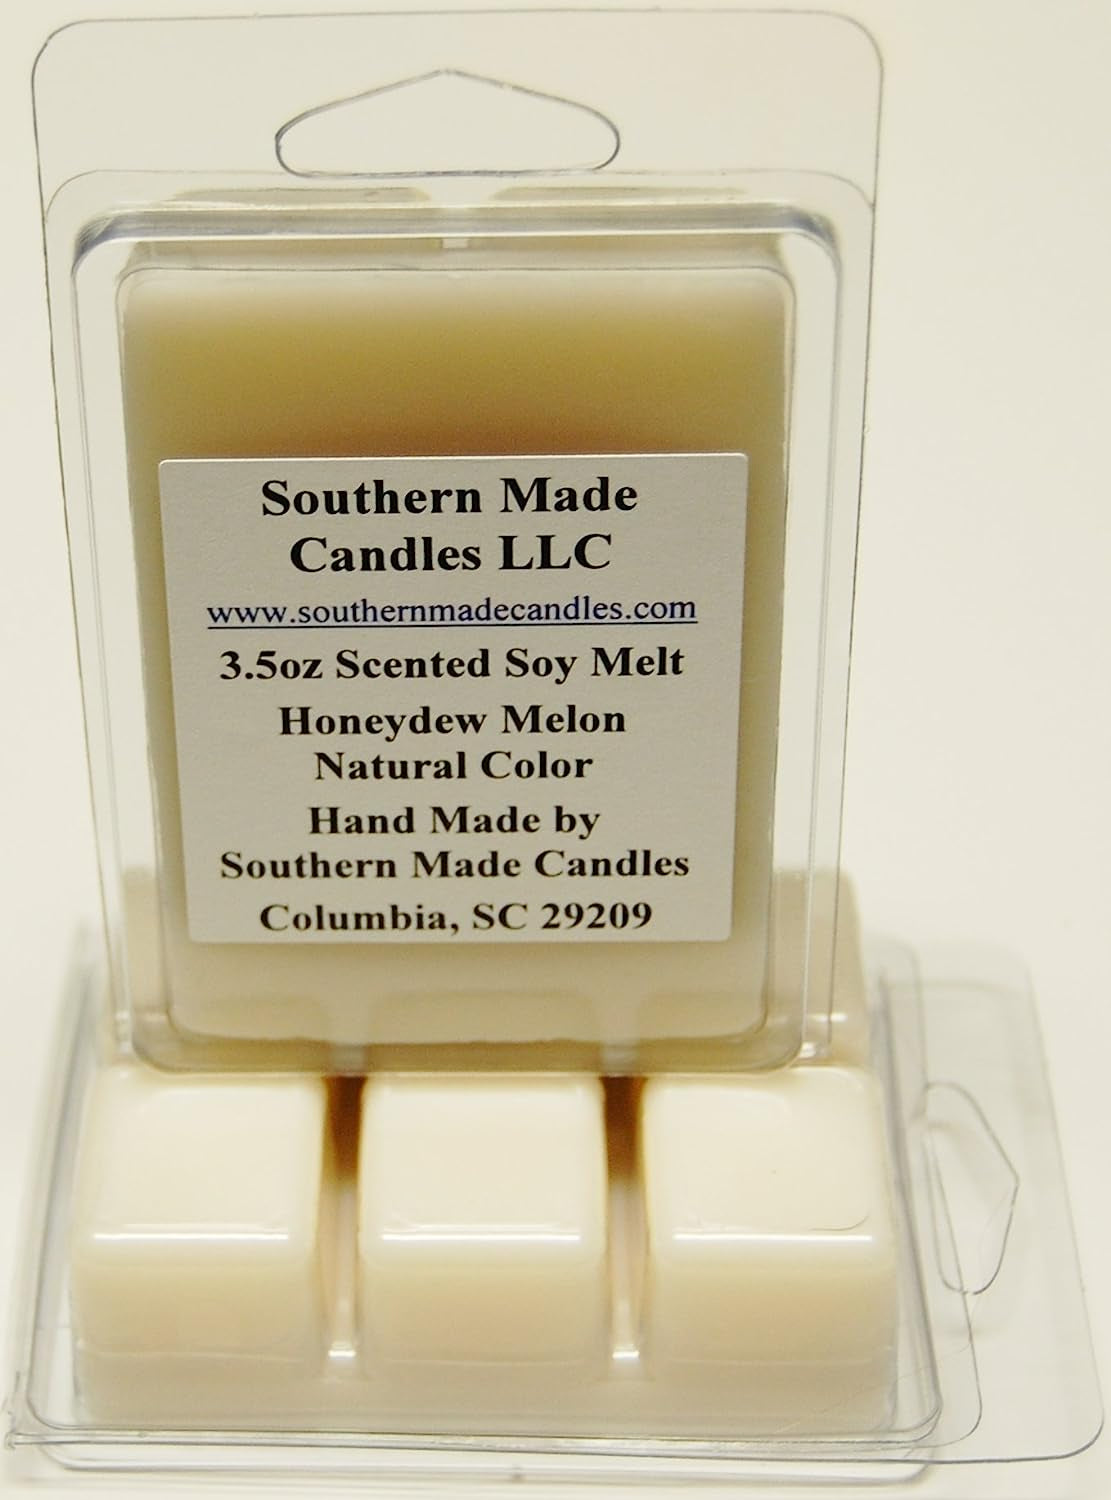 Southern Made
Candles LLC
www.southernmadecandles.com
3.5oz Scented Soy Melt
Honeydew Melon
Natural Color
Hand Made by
Southern Made Candles
Columbia, SC 29209